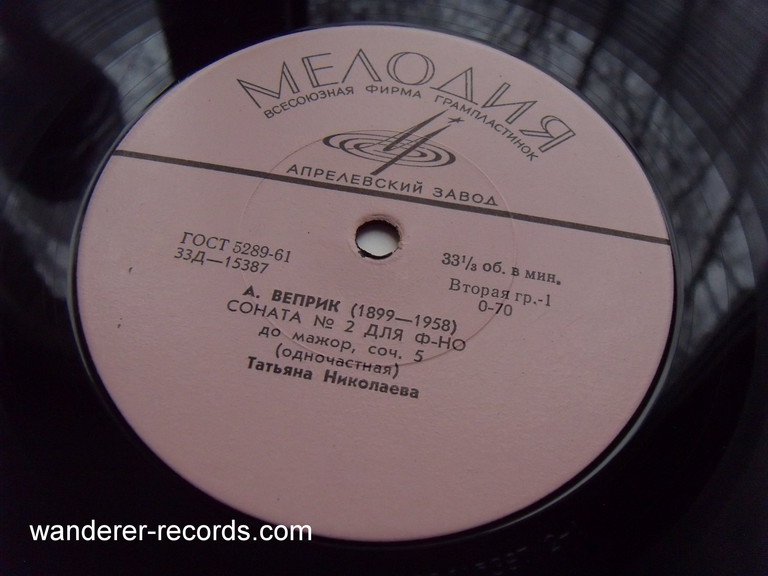 МЕЛОДИЯ
ВСЕСОЮЗНАЯ ФИРМА ГРАМПЛАСТИНОК
АПРЕЛЕВСКИЙ ЗАВОД
ГОСТ 5289-61
33Д—15387
33⅓ об. в мин.
Вторая гр.-1
0-70
А. ВЕПРИК (1899—1958)
СОНАТА № 2 ДЛЯ Ф-НО
до мажор, соч. 5
(одночастная)
Татьяна Николаева
wanderer-records.com